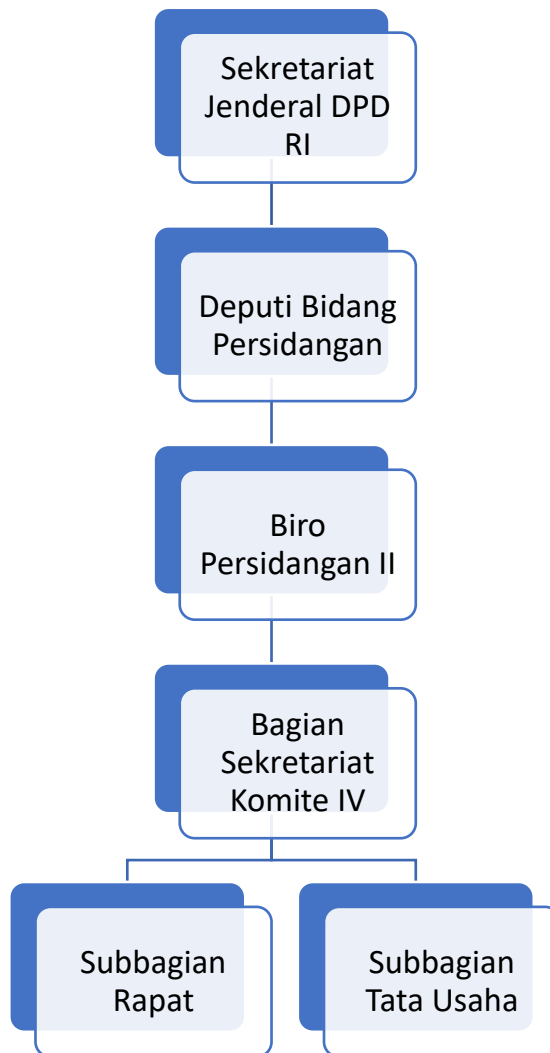 Sekretariat
Jenderal DPD
RI
Deputi Bidang
Persidangan
Biro
Persidangan II
Bagian
Sekretariat
Komite IV
Subbagian
Rapat
Subbagian
Tata Usaha